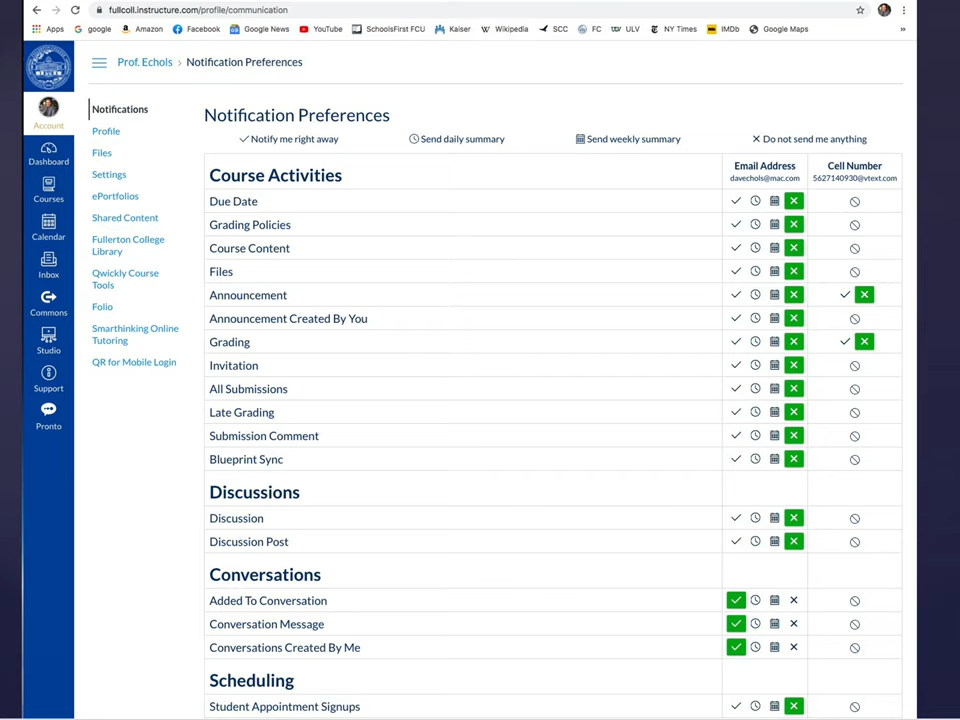 fullcoll.instructure.com/profile/communication
Apps google Amazon Facebook Google News YouTube SchoolsFirst FCU Kaiser Wikipedia SCC FC ULV NY Times IMDb Google Maps »
Prof. Echols › Notification Preferences
Account
Dashboard
Courses
Calendar
Inbox
Commons
Studio
Support
Pronto
Notifications
Profile
Files
Settings
ePortfolios
Shared Content
Fullerton College
Library
Qwickly Course
Tools
Folio
Smarthinking Online
Tutoring
QR for Mobile Login
Notification Preferences
Notify me right away Send daily summary Send weekly summary Do not send me anything
Course Activities
Email Address Cell Number
davechols@mac.com 5627140930@vtext.com
Due Date
Grading Policies
Course Content
Files
Announcement
Announcement Created By You
Grading
Invitation
All Submissions
Late Grading
Submission Comment
Blueprint Sync
Discussions
Discussion
Discussion Post
Conversations
Added To Conversation
Conversation Message
Conversations Created By Me
Scheduling
Student Appointment Signups